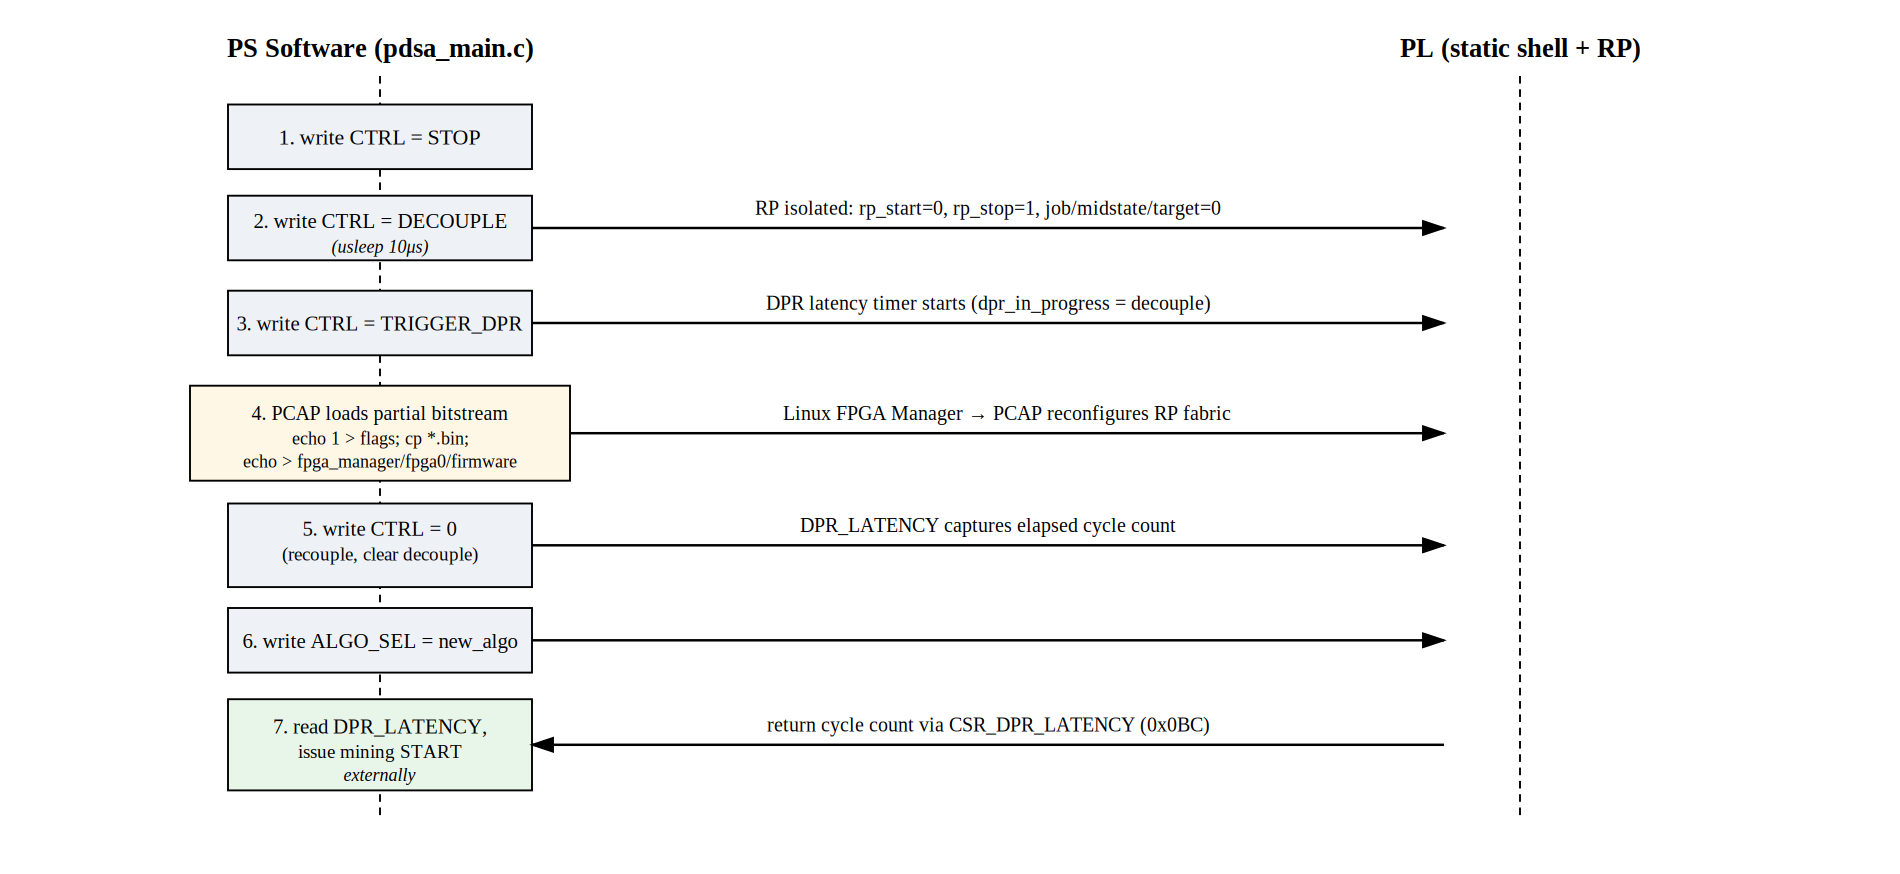 PS Software (pdsa_main.c)
PL (static shell + RP)
1. write CTRL = STOP
2. write CTRL = DECOUPLE
(usleep 10µs)
RP isolated: rp_start=0, rp_stop=1, job/midstate/target=0
3. write CTRL = TRIGGER_DPR
DPR latency timer starts (dpr_in_progress = decouple)
4. PCAP loads partial bitstream
echo 1 > flags; cp *.bin;
echo > fpga_manager/fpga0/firmware
Linux FPGA Manager → PCAP reconfigures RP fabric
5. write CTRL = 0
(recouple, clear decouple)
DPR_LATENCY captures elapsed cycle count
6. write ALGO_SEL = new_algo
7. read DPR_LATENCY,
issue mining START
externally
return cycle count via CSR_DPR_LATENCY (0x0BC)